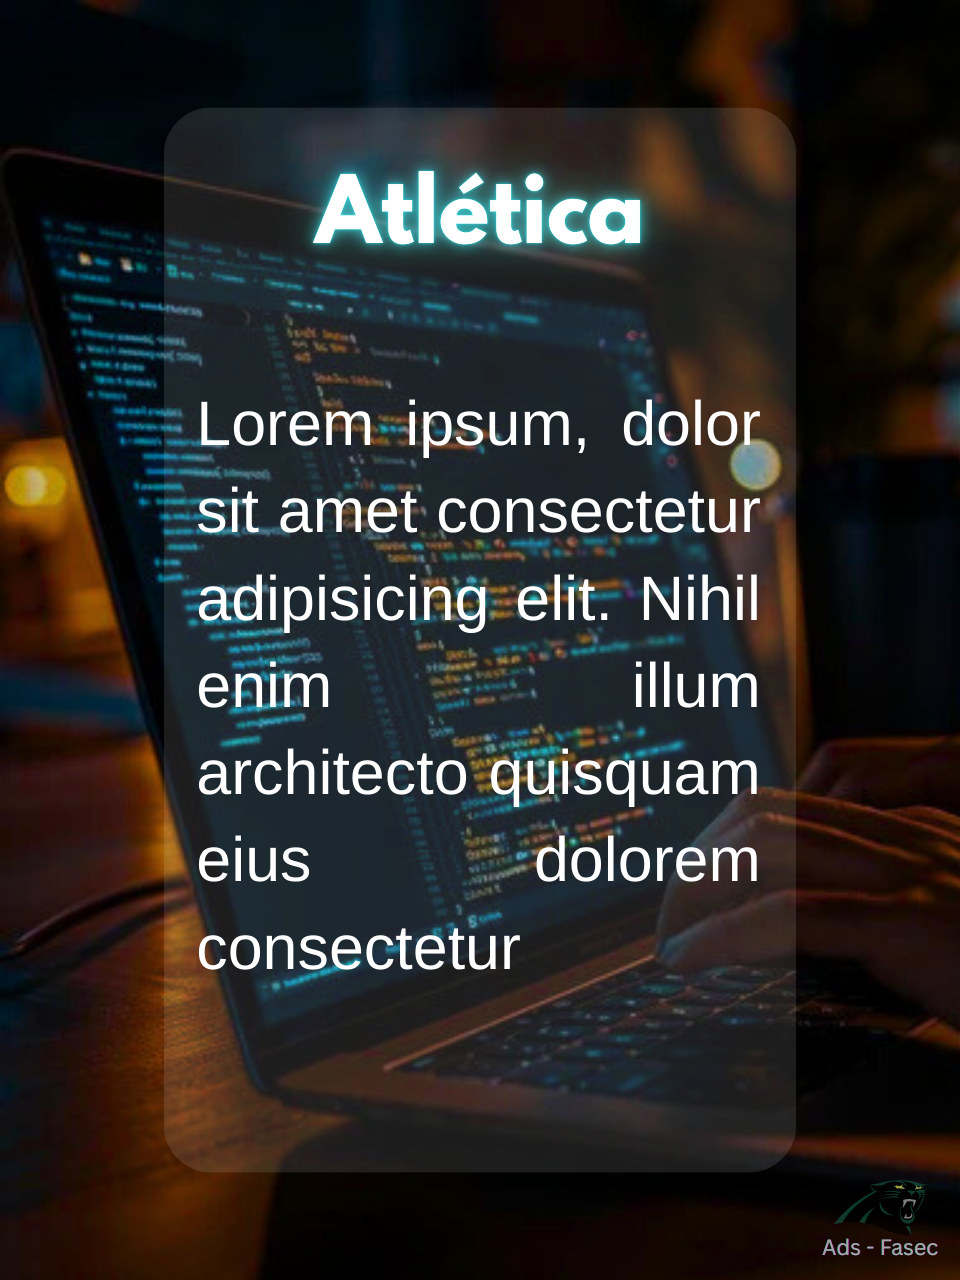 Atlética
Lorem ipsum, dolor
sit amet consectetur
adipisicing elit. Nihil
enim illum
architecto quisquam
eius dolorem
consectetur
Ads - Fasec